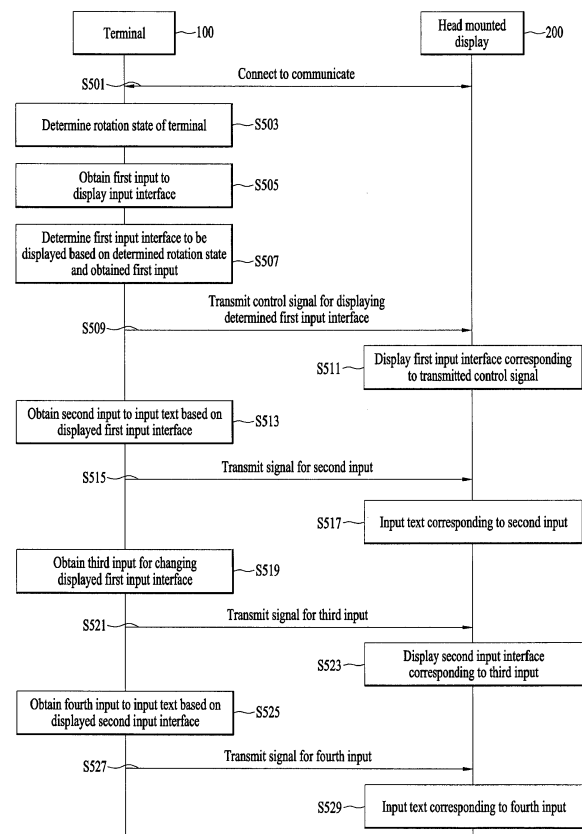 Terminal
100
Head mounted
display
200
Connect to communicate
S501
Determine rotation state of terminal
S503
Obtain first input to
display input interface
S505
Determine first input interface to be
displayed based on determined rotation state
and obtained first input
S507
Transmit control signal for displaying
determined first input interface
S509
Display first input interface corresponding
to transmitted control signal
S511
Obtain second input to input text based on
displayed first input interface
S513
Transmit signal for second input
S515
Input text corresponding to second input
S517
Obtain third input for changing
displayed first input interface
S519
Transmit signal for third input
S521
Display second input interface
corresponding to third input
S523
Obtain fourth input to input text based on
displayed second input interface
S525
Transmit signal for fourth input
S527
Input text corresponding to fourth input
S529